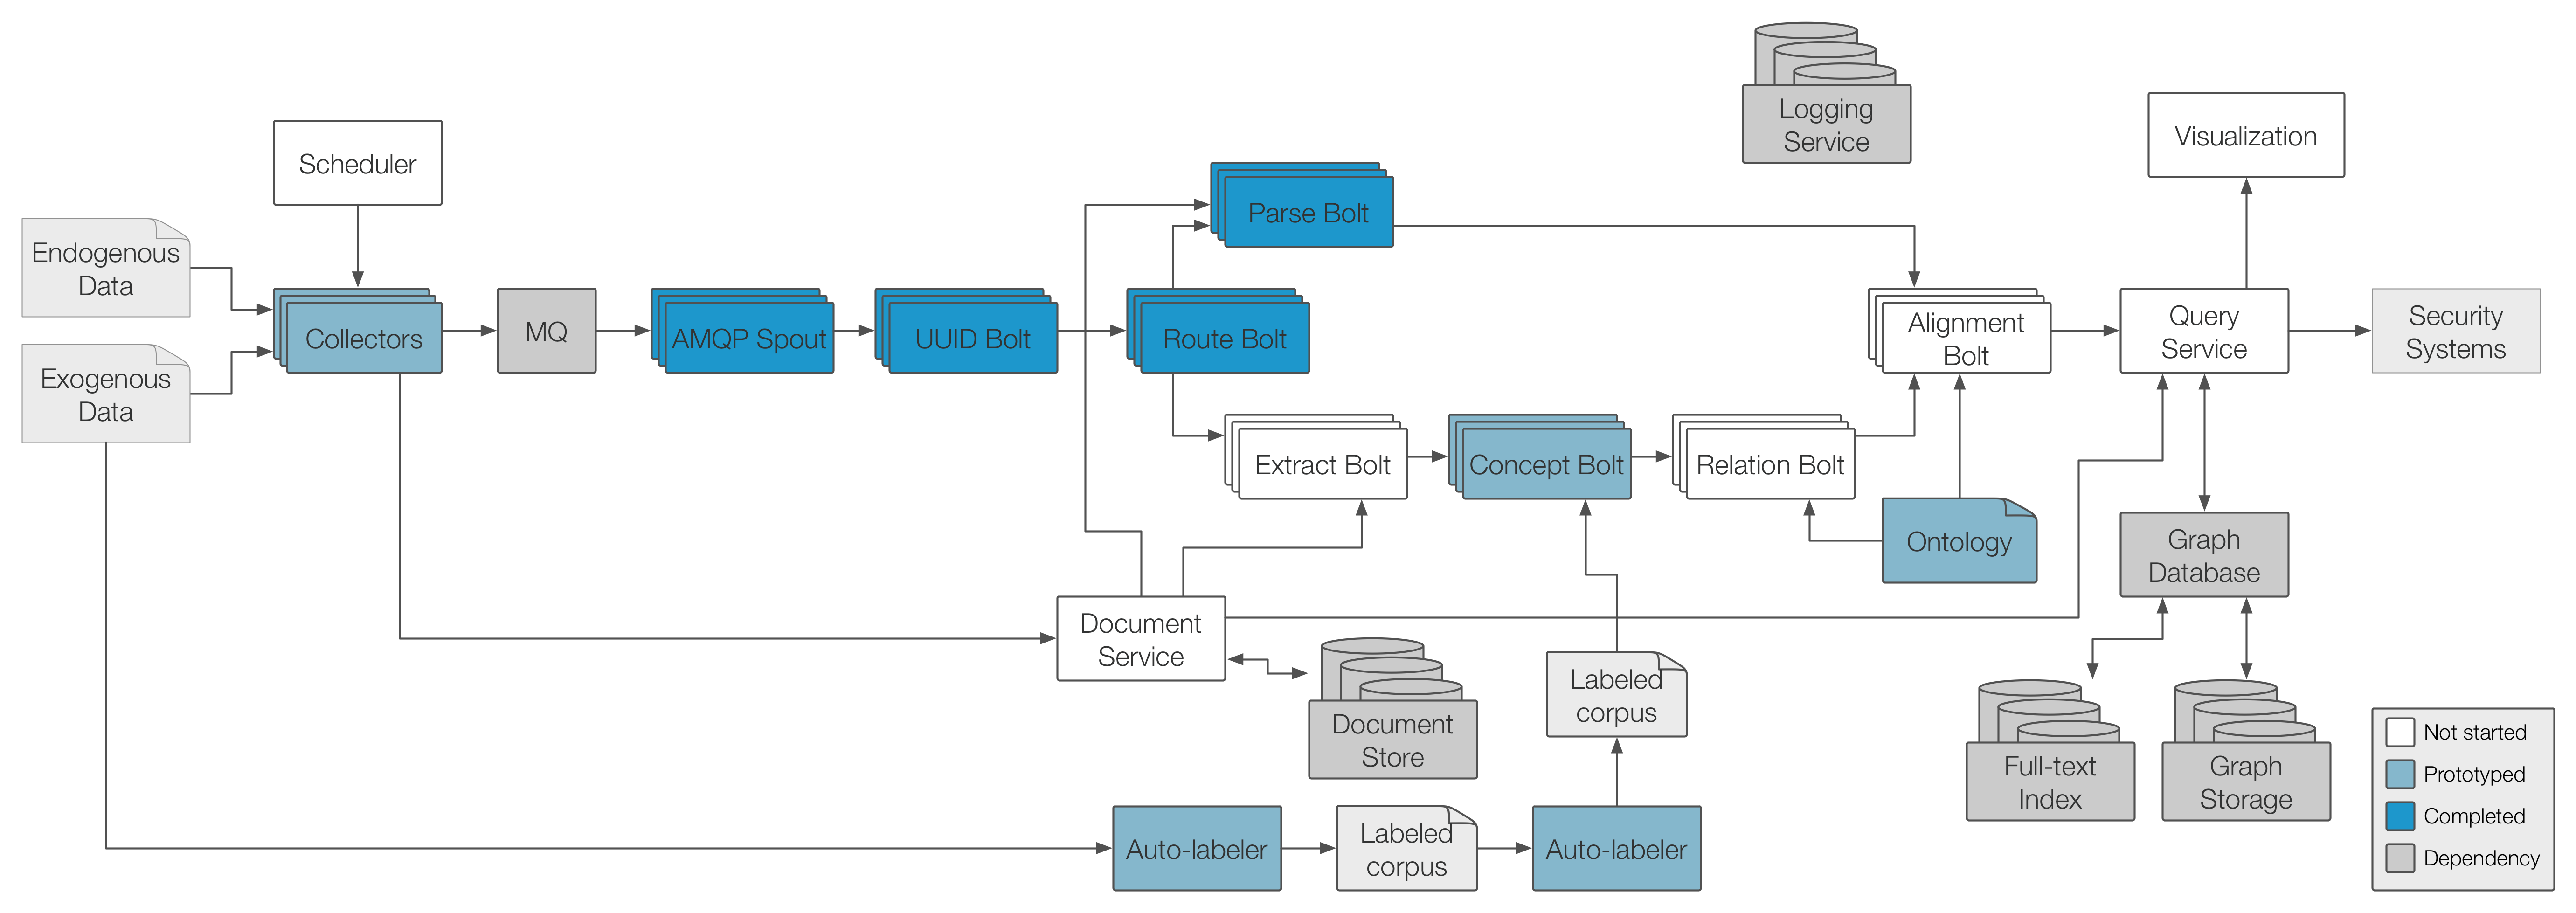 Logging
Service
Visualization
Scheduler
Parse Bolt
Endogenous
Data
Exogenous
Data
Collectors
MQ
AMQP Spout
UUID Bolt
Route Bolt
Alignment
Bolt
Query
Service
Security
Systems
Extract Bolt
Concept Bolt
Relation Bolt
Ontology
Graph
Database
Document
Service
Document
Store
Labeled
corpus
Full-text
Index
Graph
Storage
Auto-labeler
Labeled
corpus
Auto-labeler
Not started
Prototyped
Completed
Dependency